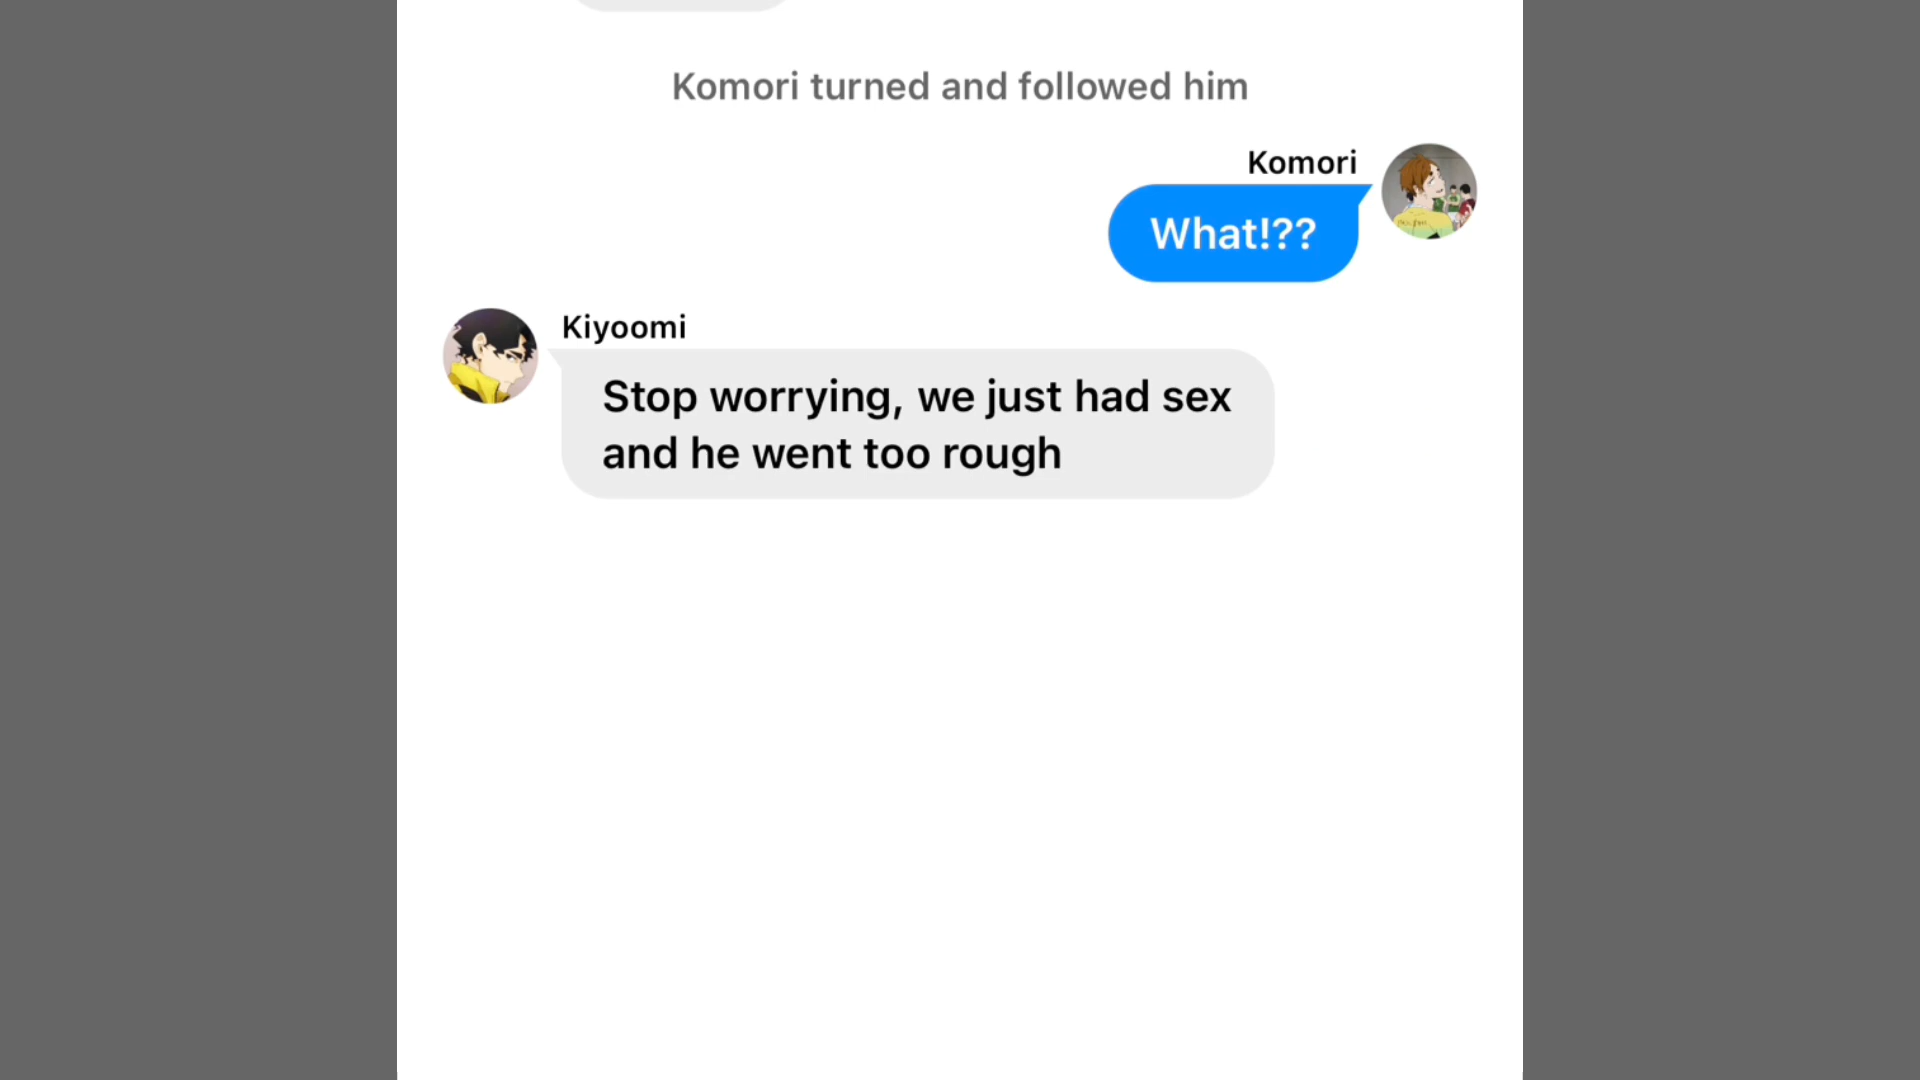 Komori turned and followed him
Komori
What!??
Kiyoomi
Stop worrying, we just had sex
and he went too rough